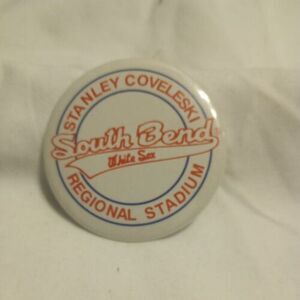 STANLEY COVELESKI
South Bend
White Sox
REGIONAL STADIUM